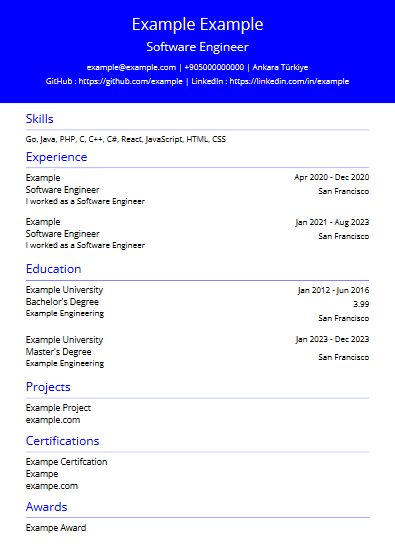 Example Example
Software Engineer
example@example.com | +905000000000 | Ankara Türkiye
GitHub : https://github.com/example | LinkedIn : https://linkedin.com/in/example
Skills
Go, Java, PHP, C, C++, C#, React, JavaScript, HTML, CSS
Experience
Example Apr 2020 - Dec 2020
Software Engineer San Francisco
I worked as a Software Engineer
Example Jan 2021 - Aug 2023
Software Engineer San Francisco
I worked as a Software Engineer
Education
Example University Jan 2012 - Jun 2016
Bachelor's Degree 3.99
Example Engineering San Francisco
Example University Jan 2023 - Dec 2023
Master's Degree San Francisco
Example Engineering
Projects
Example Project
example.com
Certifications
Exampe Certifcation
Exampe
exampe.com
Awards
Exampe Award